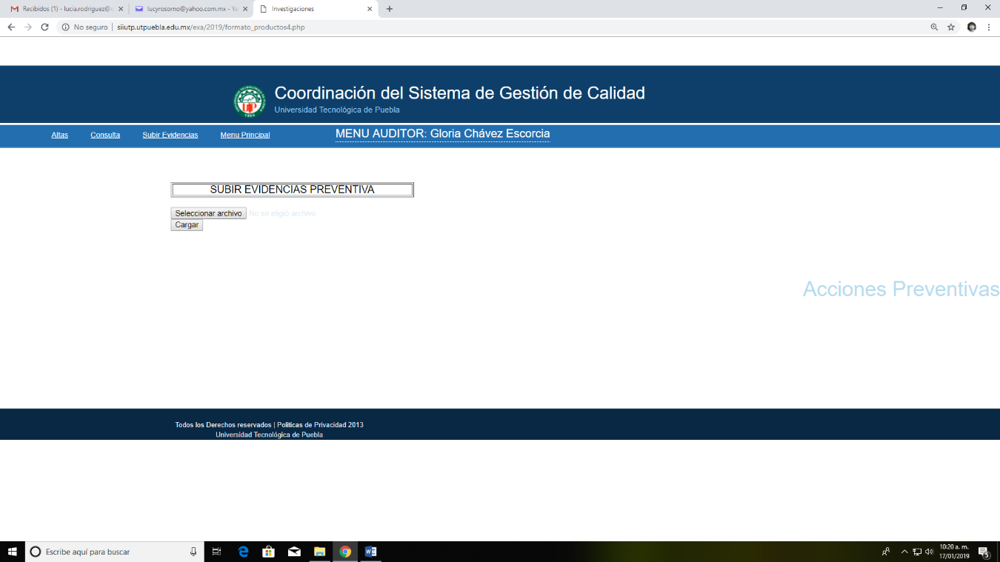 Recibidos (1) - lucia.rodriguez@u
lucyrosorno@yahoo.com.mx - Ya
Investigaciones
No seguro | siiutp.utpuebla.edu.mx/exa/2019/formato_productos4.php
Coordinación del Sistema de Gestión de Calidad
Universidad Tecnológica de Puebla
Altas Consulta Subir Evidencias Menu Principal MENU AUDITOR: Gloria Chávez Escorcia
SUBIR EVIDENCIAS PREVENTIVA
Seleccionar archivo No se eligió archivo
Cargar
Acciones Preventivas
Todos los Derechos reservados | Politicas de Privacidad 2013
Universidad Tecnológica de Puebla
Escribe aquí para buscar
10:20 a. m.
17/01/2019
5